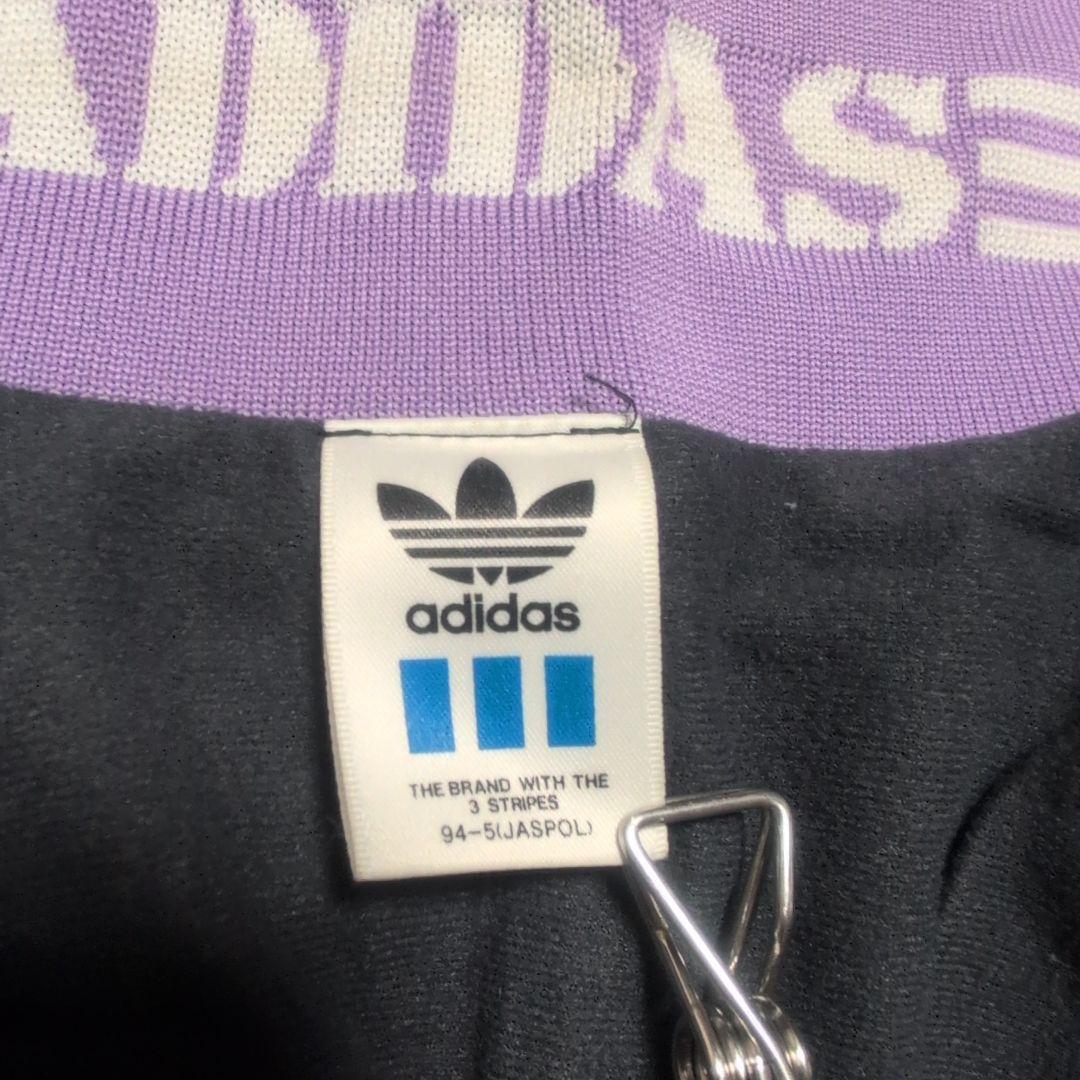 ADIDAS
adidas
THE BRAND WITH THE
3 STRIPES
94-5(JASPOL)